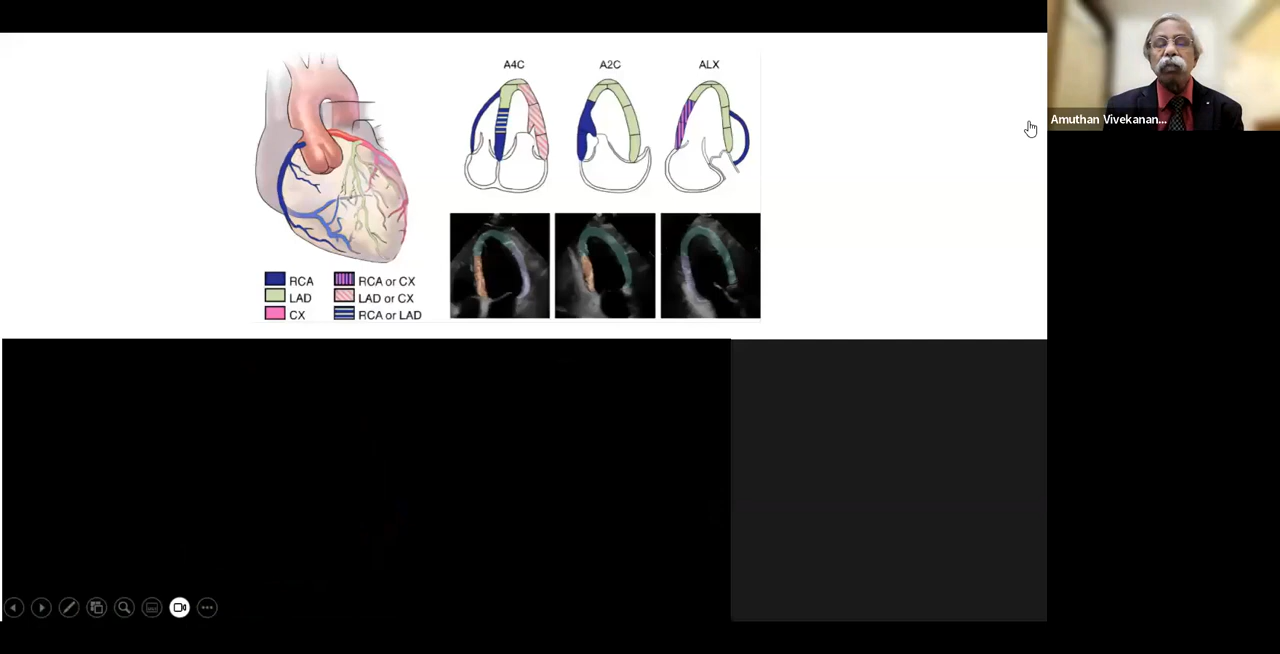 A4C
A2C
ALX
RCA
LAD
CX
RCA or CX
LAD or CX
RCA or LAD
Amuthan Vivekanan...